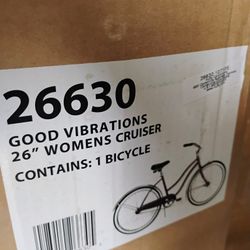 26630
GOOD VIBRATIONS
26" WOMENS CRUISER
CONTAINS: 1 BICYCLE